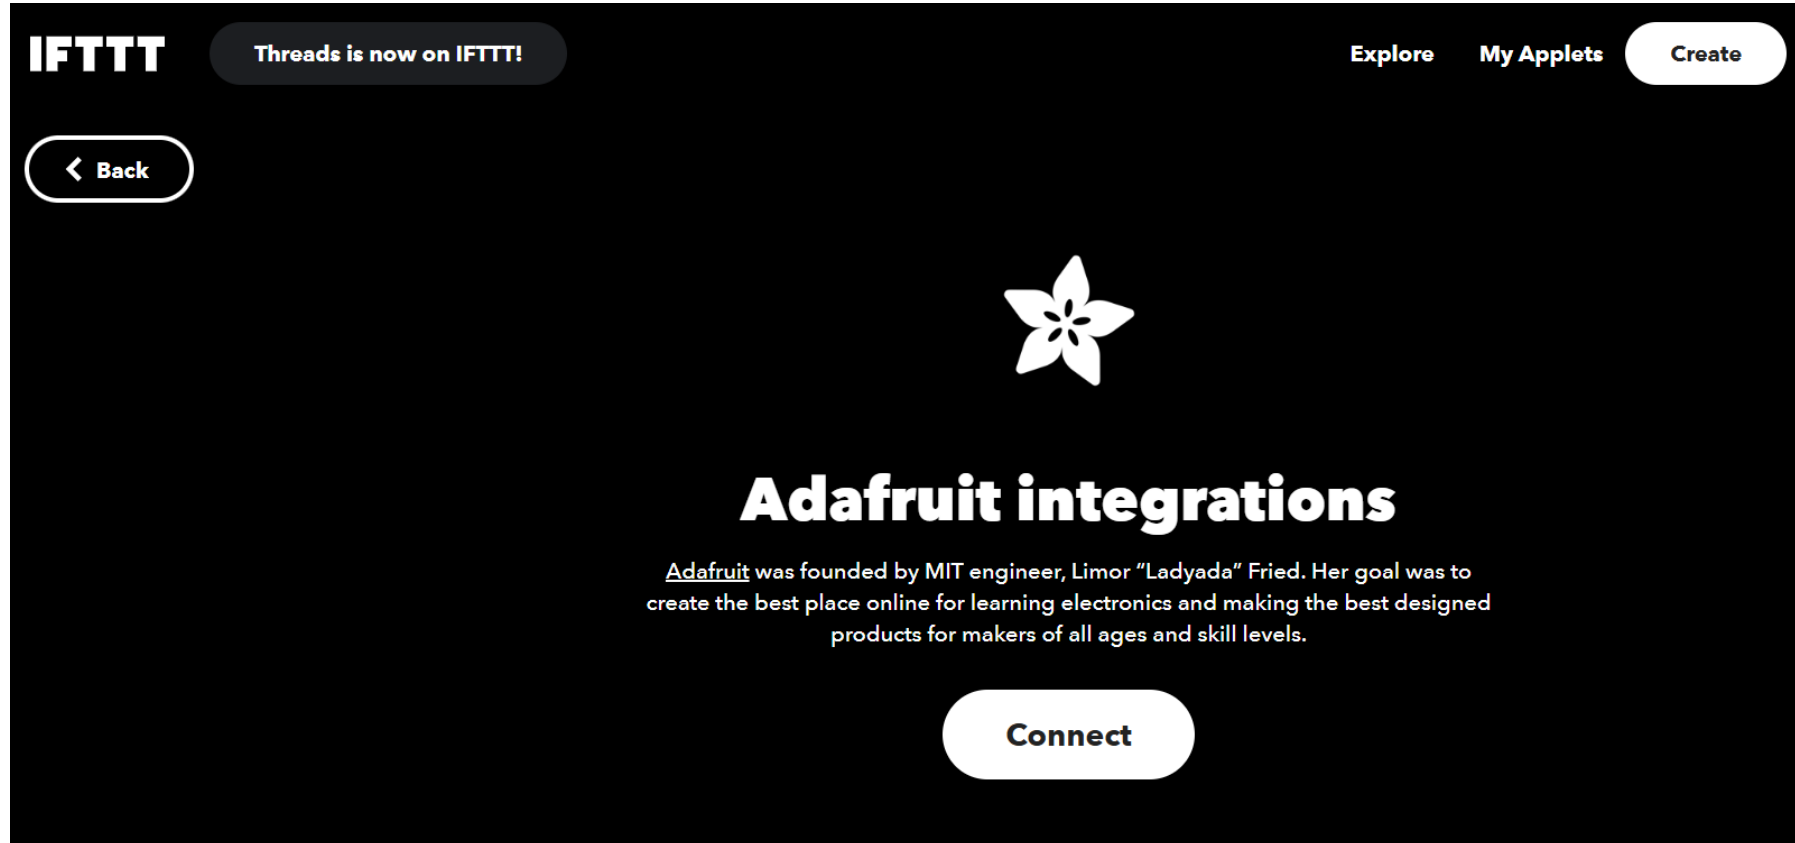 IFTTT
Threads is now on IFTTT!
Explore
My Applets
Create
Back
Adafruit integrations
Adafruit was founded by MIT engineer, Limor “Ladyada” Fried. Her goal was to
create the best place online for learning electronics and making the best designed
products for makers of all ages and skill levels.
Connect